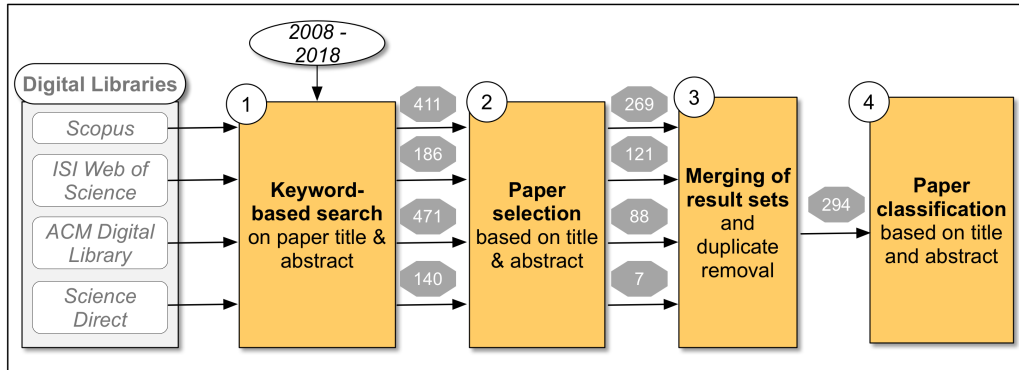 2008 -
2018
Digital Libraries
Scopus
ISI Web of
Science
ACM Digital
Library
Science
Direct
1
Keyword-
based search
on paper title &
abstract
411
186
471
140
2
Paper
selection
based on title
& abstract
269
121
88
7
3
Merging of
result sets
and
duplicate
removal
294
4
Paper
classification
based on title
and abstract